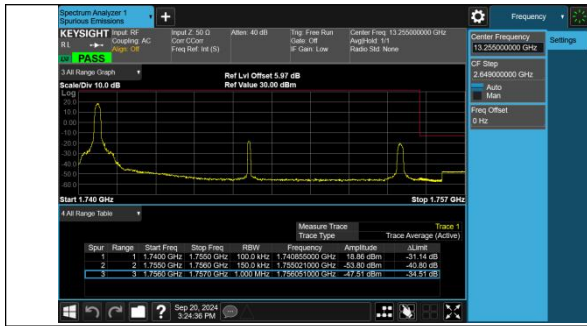 Spectrum Analyzer 1
Spurious Emissions
Frequency
KEYSIGHT Input: RF Input Z: 50 Ω Atten: 40 dB Trig: Free Run Center Freq: 13.255000000 GHz
RL Coupling: AC Corr CCorr Gate: Off Avg|Hold: 1/1
Align: Off Freq Ref: Int (S) IF Gain: Low Radio Std: None
PASS
Center Frequency
13.255000000 GHz
Settings
CF Step
2.649000000 GHz
Auto
Man
Freq Offset
0 Hz
3 All Range Graph
Ref Lvl Offset 5.97 dB
Scale/Div 10.0 dB Ref Value 30.00 dBm
Log
20.0
10.0
0.00
-10.0
-20.0
-30.0
-40.0
-50.0
-60.0
Start 1.740 GHz Stop 1.757 GHz
4 All Range Table
Measure Trace Trace 1
Trace Type Trace Average (Active)
Spur Range Start Freq Stop Freq RBW Frequency Amplitude ΔLimit
1 1 1.7400 GHz 1.7550 GHz 100.0 kHz 1.740855000 GHz 18.86 dBm -31.14 dB
2 2 1.7550 GHz 1.7560 GHz 150.0 kHz 1.755021000 GHz -53.80 dBm -40.80 dB
3 3 1.7560 GHz 1.7570 GHz 1.000 MHz 1.756051000 GHz -47.51 dBm -34.51 dB
Sep 20, 2024
3:24:36 PM